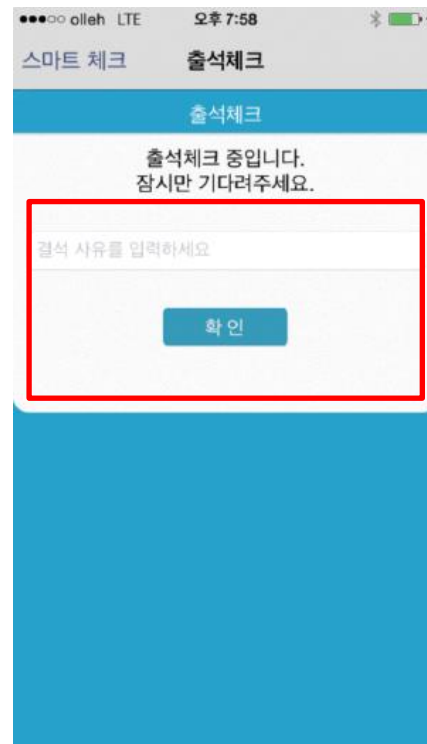 olleh LTE 오후 7:58
스마트 체크 출석체크
출석체크
출석체크 중입니다.
잠시만 기다려주세요.
결석 사유를 입력하세요
확인